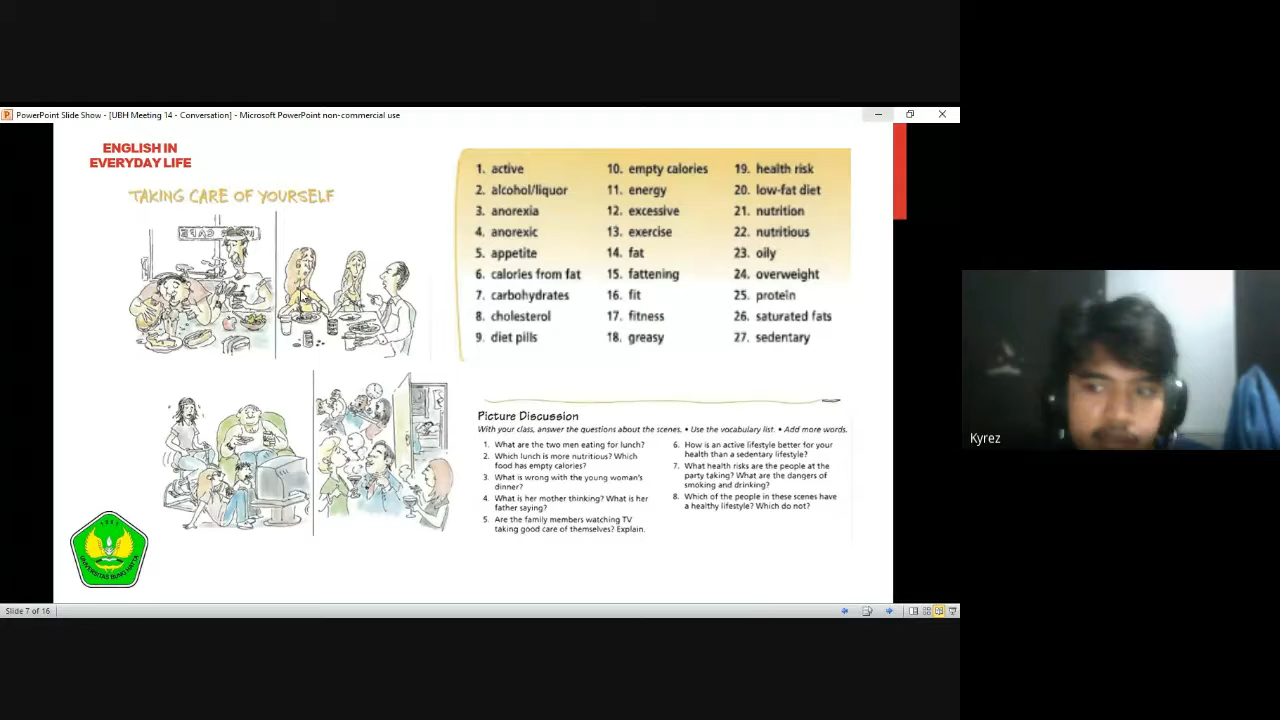 PowerPoint Slide Show - [UBH Meeting 14 - Conversation] - Microsoft PowerPoint non-commercial use
ENGLISH IN
EVERYDAY LIFE
TAKING CARE OF YOURSELF
1. active
2. alcohol/liquor
3. anorexia
4. anorexic
5. appetite
6. calories from fat
7. carbohydrates
8. cholesterol
9. diet pills
10. empty calories
11. energy
12. excessive
13. exercise
14. fat
15. fattening
16. fit
17. fitness
18. greasy
19. health risk
20. low-fat diet
21. nutrition
22. nutritious
23. oily
24. overweight
25. protein
26. saturated fats
27. sedentary
Picture Discussion
With your class, answer the questions about the scenes. • Use the vocabulary list. • Add more words.
1. What are the two men eating for lunch?
2. Which lunch is more nutritious? Which
food has empty calories?
3. What is wrong with the young woman's
dinner?
4. What is her mother thinking? What is her
father saying?
5. Are the family members watching TV
taking good care of themselves? Explain.
6. How is an active lifestyle better for your
health than a sedentary lifestyle?
7. What health risks are the people at the
party taking? What are the dangers of
smoking and drinking?
8. Which of the people in these scenes have
a healthy lifestyle? Which do not?
1981
UNIVERSITAS BUNG HATTA
Slide 7 of 16
Kyrez